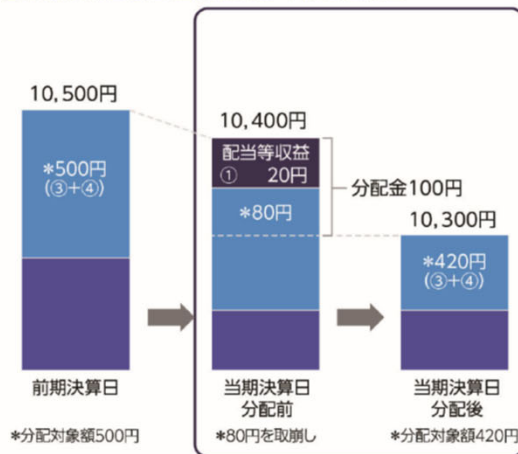 10,500円
*500円
(③+④)
前期決算日
*分配対象額500円
10,400円
配当等収益
① 20円
*80円
分配金100円
当期決算日
分配前
*80円を取崩し
10,300円
*420円
(③+④)
当期決算日
分配後
*分配対象額420円